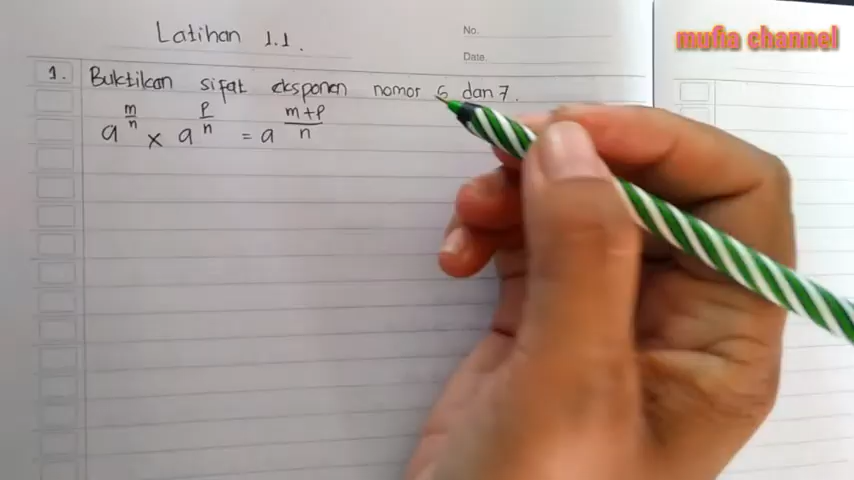 Latihan 1.1.
No.
Date.
mufia channel
1. Buktikan sifat eksponen nomor 6 dan 7.
a^(m/n) × a^(p/n) = a^((m+p)/n)